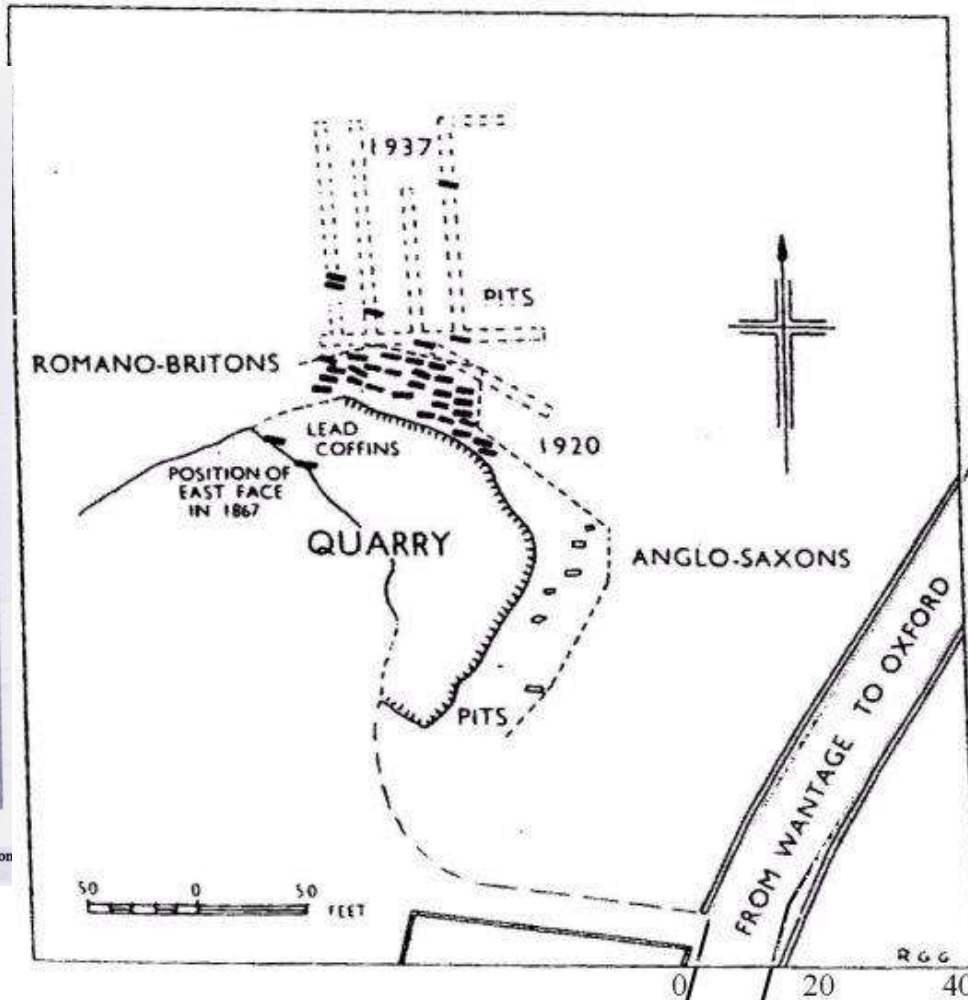 1937
PITS
ROMANO-BRITONS
LEAD
COFFINS
1920
POSITION OF
EAST FACE
IN 1867
QUARRY
ANGLO-SAXONS
PITS
FROM WANTAGE TO OXFORD
50 0 50
FEET
RGG
0 20 40